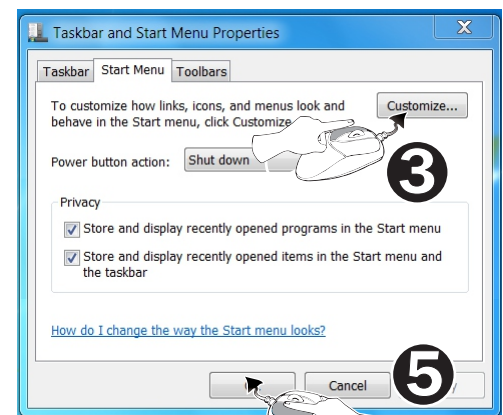 Taskbar and Start Menu Properties
X
Taskbar Start Menu Toolbars
To customize how links, icons, and menus look and
behave in the Start menu, click Customize
Customize...
Power button action: Shut down
3
Privacy
Store and display recently opened programs in the Start menu
Store and display recently opened items in the Start menu and
the taskbar
How do I change the way the Start menu looks?
Cancel
5